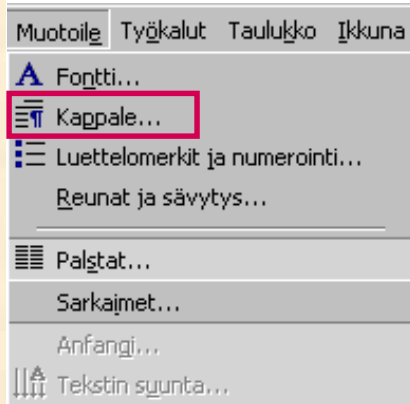 Muotoile Työkalut Taulukko Ikkuna
Fontti...
Kappale...
Luettelomerkit ja numerointi...
Reunat ja sävytys...
Palstat...
Sarkaimet...
Anfangi...
Tekstin suunta...